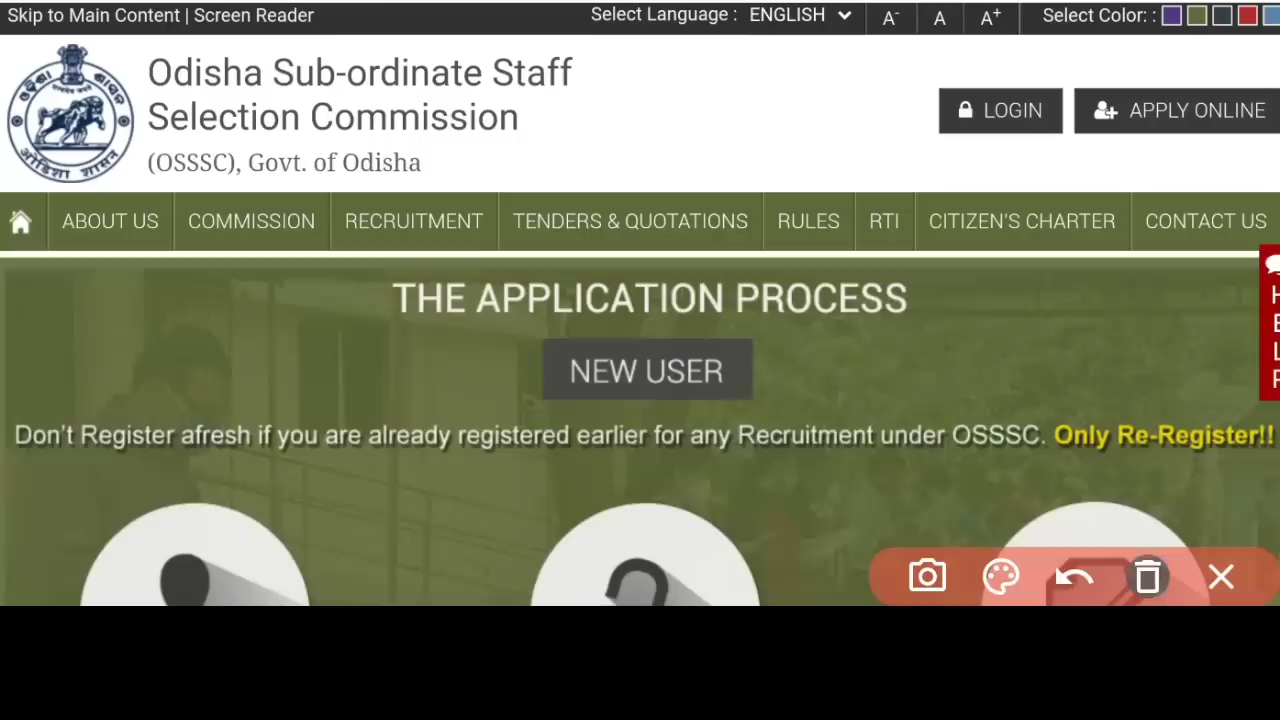 Skip to Main Content | Screen Reader
Select Language : ENGLISH A- A A+ Select Color: :
Odisha Sub-ordinate Staff
Selection Commission
(OSSSC), Govt. of Odisha
LOGIN
APPLY ONLINE
ABOUT US COMMISSION RECRUITMENT TENDERS & QUOTATIONS RULES RTI CITIZEN'S CHARTER CONTACT US
H
E
L
P
THE APPLICATION PROCESS
NEW USER
Don't Register afresh if you are already registered earlier for any Recruitment under OSSSC. Only Re-Register!!